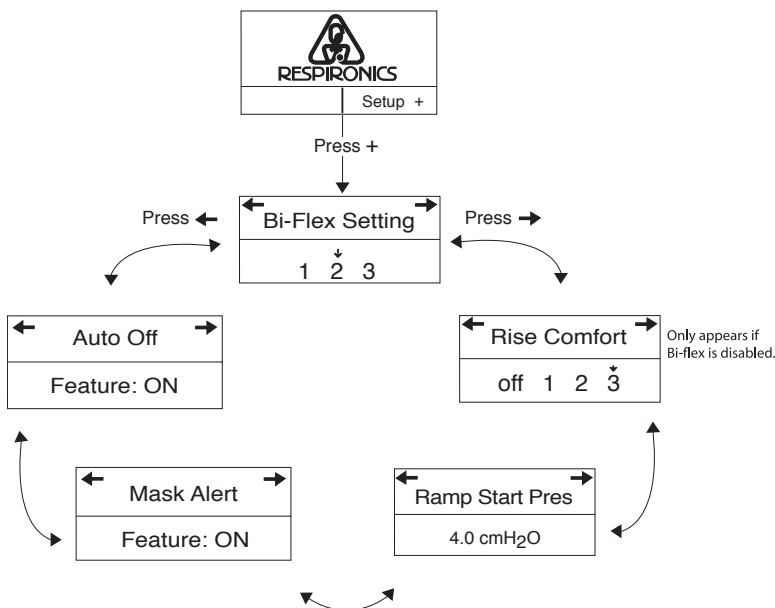 RESPIRONICS
Setup +
Press +
Press ←
← Bi-Flex Setting →
1 2 3
Press →
← Auto Off →
Feature: ON
← Rise Comfort →
off 1 2 3
Only appears if
Bi-flex is disabled.
← Mask Alert →
Feature: ON
← Ramp Start Pres →
4.0 cmH₂O